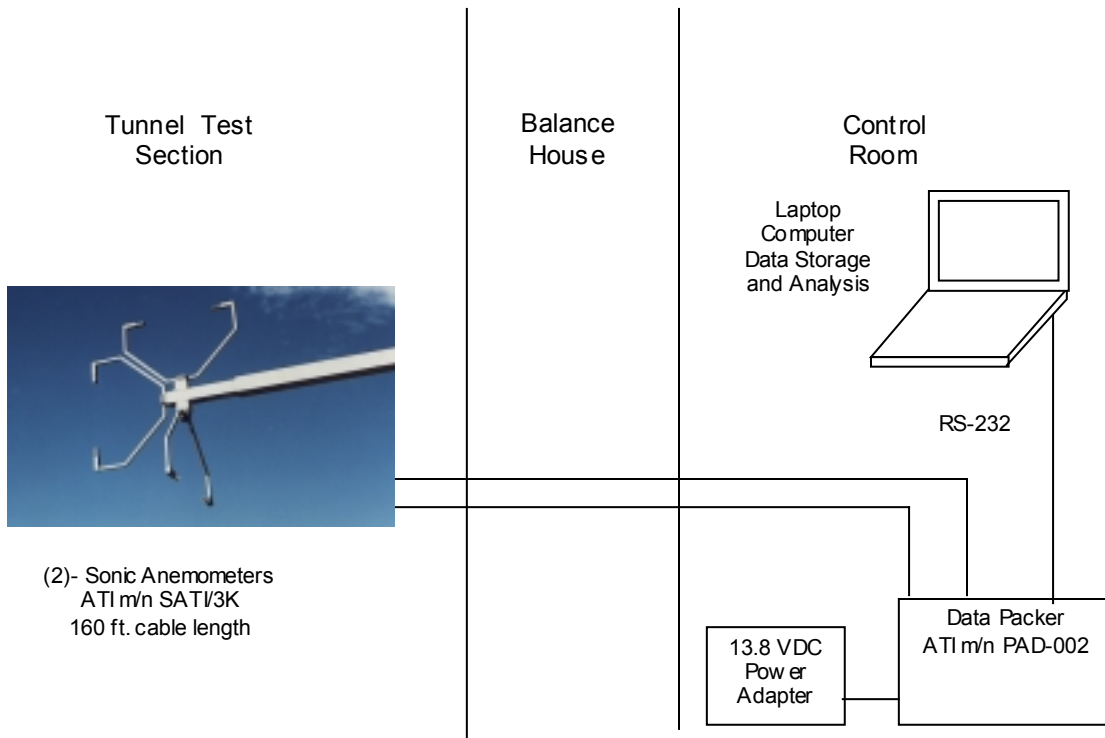 Tunnel Test
Section
Balance
House
Control
Room
Laptop
Computer
Data Storage
and Analysis
RS-232
(2)- Sonic Anemometers
ATI m/n SATI/3K
160 ft. cable length
13.8 VDC
Power
Adapter
Data Packer
ATI m/n PAD-002